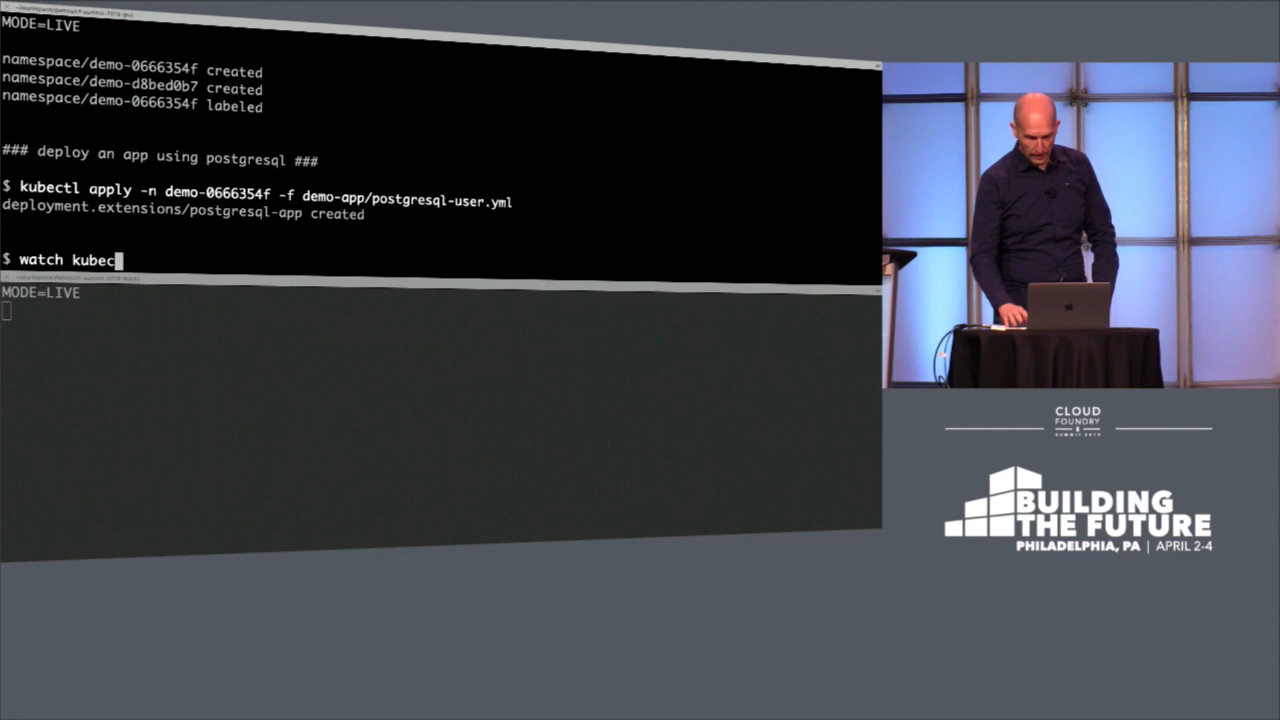 MODE=LIVE
namespace/demo-0666354f created
namespace/demo-d8bed0b7 created
namespace/demo-0666354f labeled
### deploy an app using postgresql ###
$ kubectl apply -n demo-0666354f -f demo-app/postgresql-user.yml
deployment.extensions/postgresql-app created
$ watch kubec
MODE=LIVE
CLOUD
FOUNDRY
SUMMIT 2019
BUILDING
THE FUTURE
PHILADELPHIA, PA | APRIL 2-4